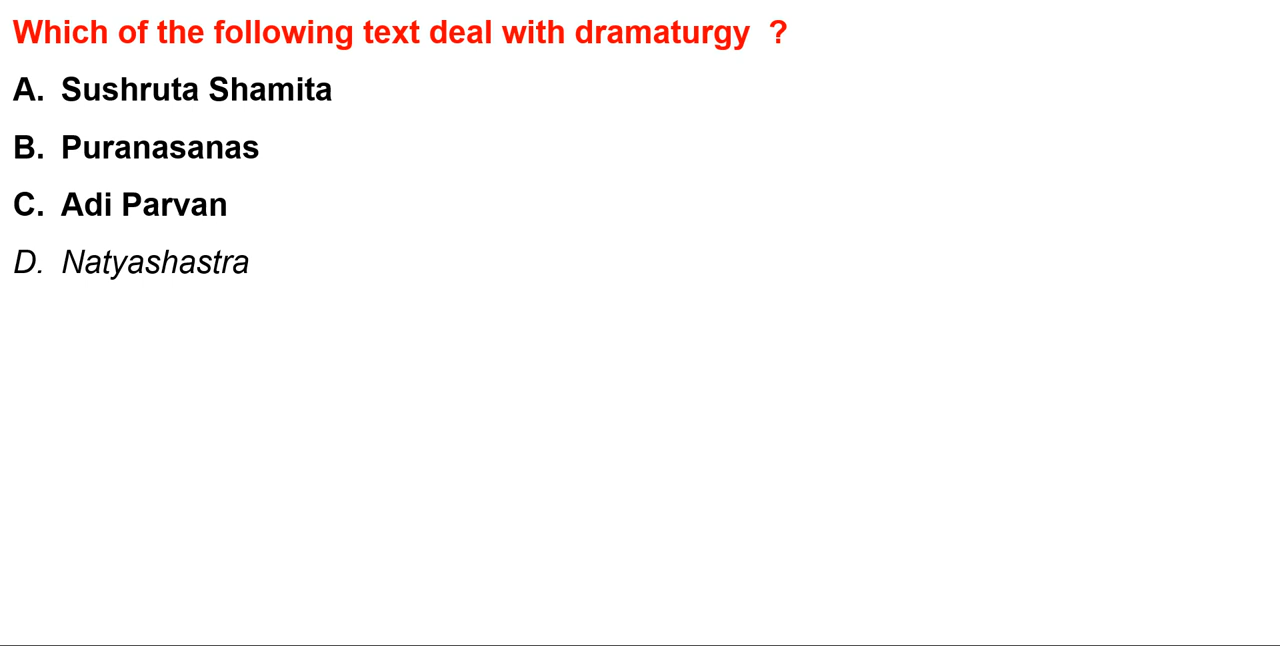 Which of the following text deal with dramaturgy  ?
A.  Sushruta Shamita
B.  Puranasanas
C.  Adi Parvan
D.  Natyashastra